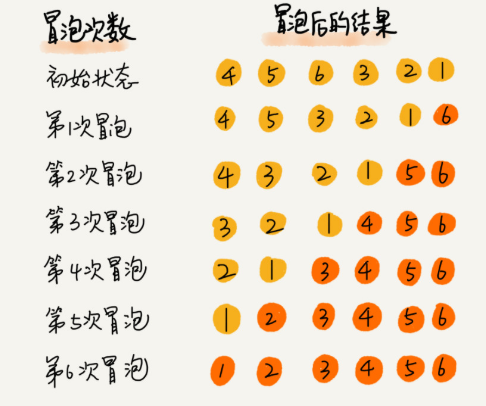 冒泡次数 冒泡后的结果
初始状态 4 5 6 3 2 1
第1次冒泡 4 5 3 2 1 6
第2次冒泡 4 3 2 1 5 6
第3次冒泡 3 2 1 4 5 6
第4次冒泡 2 1 3 4 5 6
第5次冒泡 1 2 3 4 5 6
第6次冒泡 1 2 3 4 5 6